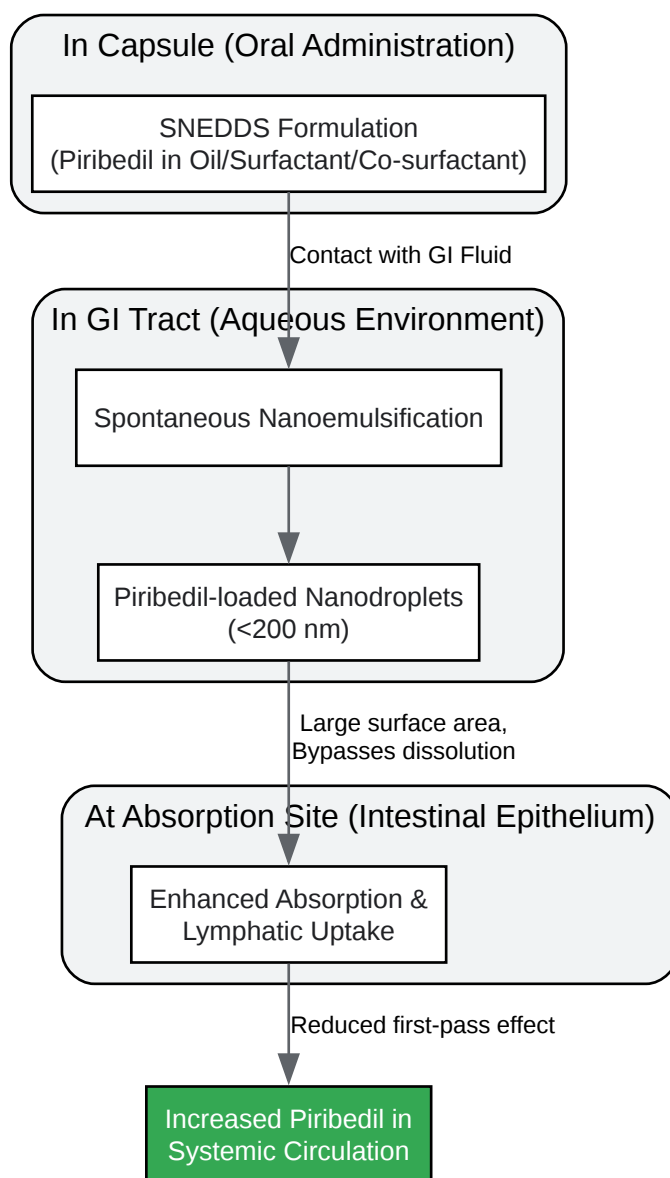 In Capsule (Oral Administration)
SNEDDS Formulation
(Piribedil in Oil/Surfactant/Co-surfactant)
Contact with GI Fluid
In GI Tract (Aqueous Environment)
Spontaneous Nanoemulsification
Piribedil-loaded Nanodroplets
(<200 nm)
Large surface area,
Bypasses dissolution
At Absorption Site (Intestinal Epithelium)
Enhanced Absorption &
Lymphatic Uptake
Reduced first-pass effect
Increased Piribedil in
Systemic Circulation